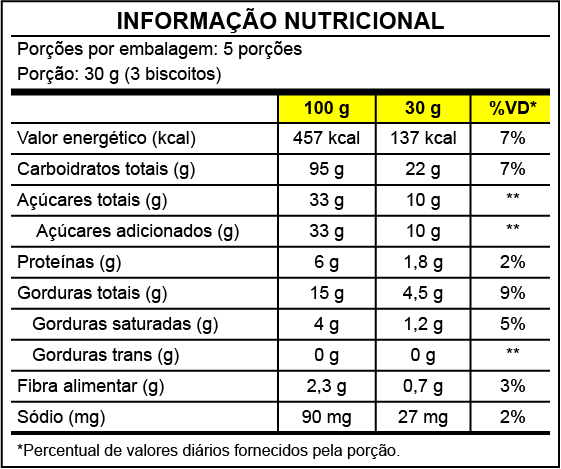 INFORMAÇÃO NUTRICIONAL
Porções por embalagem: 5 porções
Porção: 30 g (3 biscoitos)
100 g 30 g %VD*
Valor energético (kcal) 457 kcal 137 kcal 7%
Carboidratos totais (g) 95 g 22 g 7%
Açúcares totais (g) 33 g 10 g **
Açúcares adicionados (g) 33 g 10 g **
Proteínas (g) 6 g 1,8 g 2%
Gorduras totais (g) 15 g 4,5 g 9%
Gorduras saturadas (g) 4 g 1,2 g 5%
Gorduras trans (g) 0 g 0 g **
Fibra alimentar (g) 2,3 g 0,7 g 3%
Sódio (mg) 90 mg 27 mg 2%
*Percentual de valores diários fornecidos pela porção.